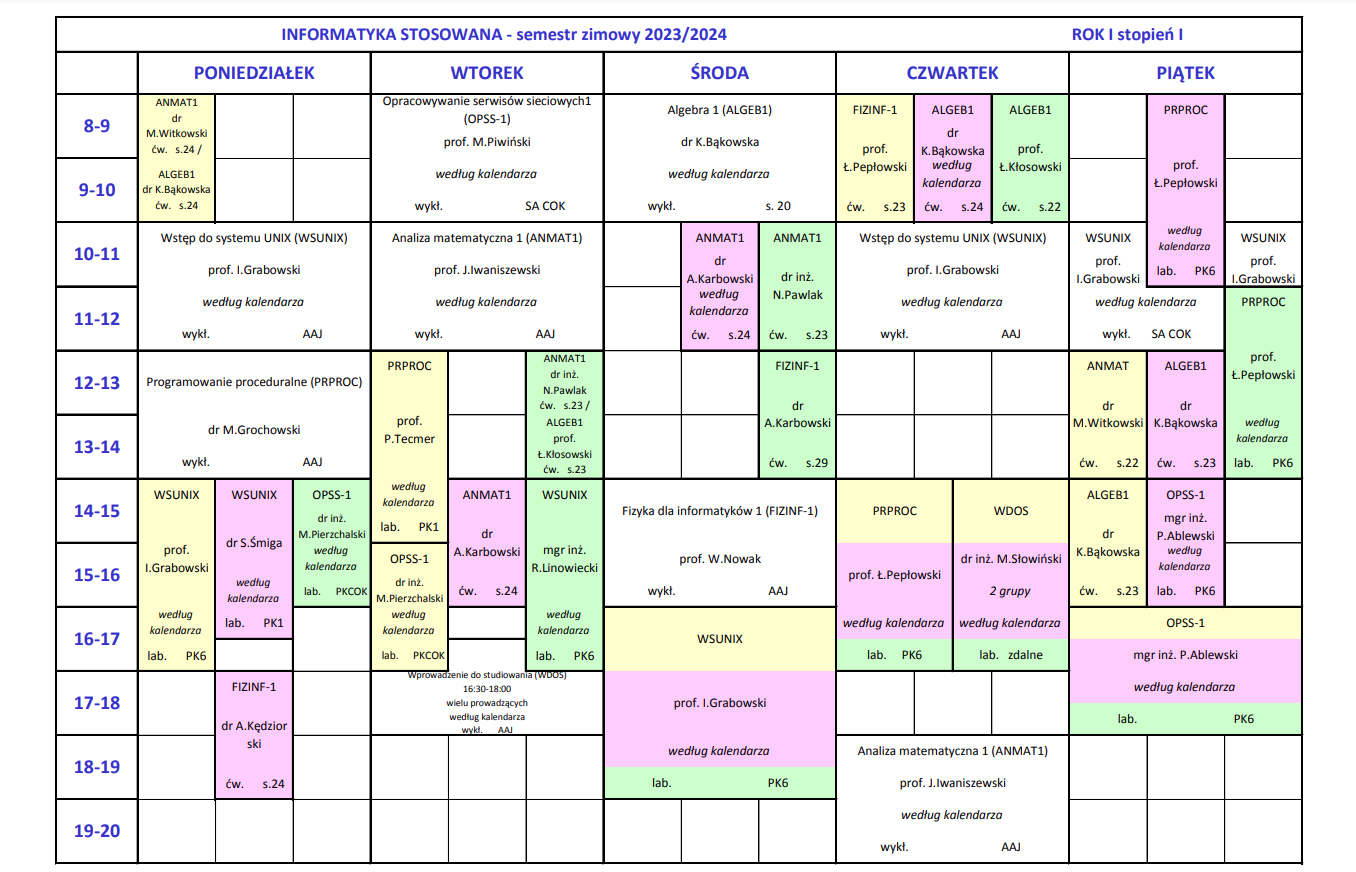 INFORMATYKA STOSOWANA - semestr zimowy 2023/2024 ROK I stopień I
PONIEDZIAŁEK WTOREK ŚRODA CZWARTEK PIĄTEK
8-9
9-10
10-11
11-12
12-13
13-14
14-15
15-16
16-17
17-18
18-19
19-20
ANMAT1
dr
M.Witkowski
ćw. s.24 /
ALGEB1
dr K.Bąkowska
ćw. s.24
Wstęp do systemu UNIX (WSUNIX)
prof. I.Grabowski
według kalendarza
wykł. AAJ
Programowanie proceduralne (PRPROC)
dr M.Grochowski
wykł. AAJ
WSUNIX
prof.
I.Grabowski
według
kalendarza
lab. PK6
WSUNIX
dr S.Śmiga
według
kalendarza
lab. PK1
OPSS-1
dr inż.
M.Pierzchalski
według
kalendarza
lab. PKCOK
FIZINF-1
dr A.Kędzior
ski
ćw. s.24
Opracowywanie serwisów sieciowych1
(OPSS-1)
prof. M.Piwiński
według kalendarza
wykł. SA COK
Analiza matematyczna 1 (ANMAT1)
prof. J.Iwaniszewski
według kalendarza
wykł. AAJ
PRPROC
prof.
P.Tecmer
według
kalendarza
lab. PK1
ANMAT1
dr inż.
N.Pawlak
ćw. s.23 /
ALGEB1
prof.
Ł.Kłosowski
ćw. s.23
OPSS-1
dr inż.
M.Pierzchalski
według
kalendarza
lab. PKCOK
ANMAT1
dr
A.Karbowski
ćw. s.24
WSUNIX
mgr inż.
R.Linowiecki
według
kalendarza
lab. PK6
Wprowadzenie do studiowania (WDOS)
16:30-18:00
wielu prowadzących
według kalendarza
wykł. AAJ
Algebra 1 (ALGEB1)
dr K.Bąkowska
według kalendarza
wykł. s. 20
ANMAT1
dr
A.Karbowski
według
kalendarza
ćw. s.24
ANMAT1
dr inż.
N.Pawlak
ćw. s.23
FIZINF-1
dr
A.Karbowski
ćw. s.29
Fizyka dla informatyków 1 (FIZINF-1)
prof. W.Nowak
wykł. AAJ
WSUNIX
prof. I.Grabowski
według kalendarza
lab. PK6
FIZINF-1
prof.
Ł.Pepłowski
ćw. s.23
ALGEB1
dr
K.Bąkowska
według
kalendarza
ćw. s.24
ALGEB1
prof.
Ł.Kłosowski
ćw. s.22
Wstęp do systemu UNIX (WSUNIX)
prof. I.Grabowski
według kalendarza
wykł. AAJ
PRPROC
prof. Ł.Pepłowski
według kalendarza
lab. PK6
WDOS
dr inż. M.Słowiński
2 grupy
według kalendarza
lab. zdalne
Analiza matematyczna 1 (ANMAT1)
prof. J.Iwaniszewski
według kalendarza
wykł. AAJ
PRPROC
prof.
Ł.Pepłowski
według
kalendarza
lab. PK6
WSUNIX
prof.
I.Grabowski
WSUNIX
prof.
I.Grabowski
według kalendarza
wykł. SA COK
PRPROC
prof.
Ł.Pepłowski
według
kalendarza
lab. PK6
ANMAT
dr
M.Witkowski
ćw. s.22
ALGEB1
dr
K.Bąkowska
ćw. s.23
ALGEB1
dr
K.Bąkowska
ćw. s.23
OPSS-1
mgr inż.
P.Ablewski
według
kalendarza
lab. PK6
OPSS-1
mgr inż. P.Ablewski
według kalendarza
lab. PK6